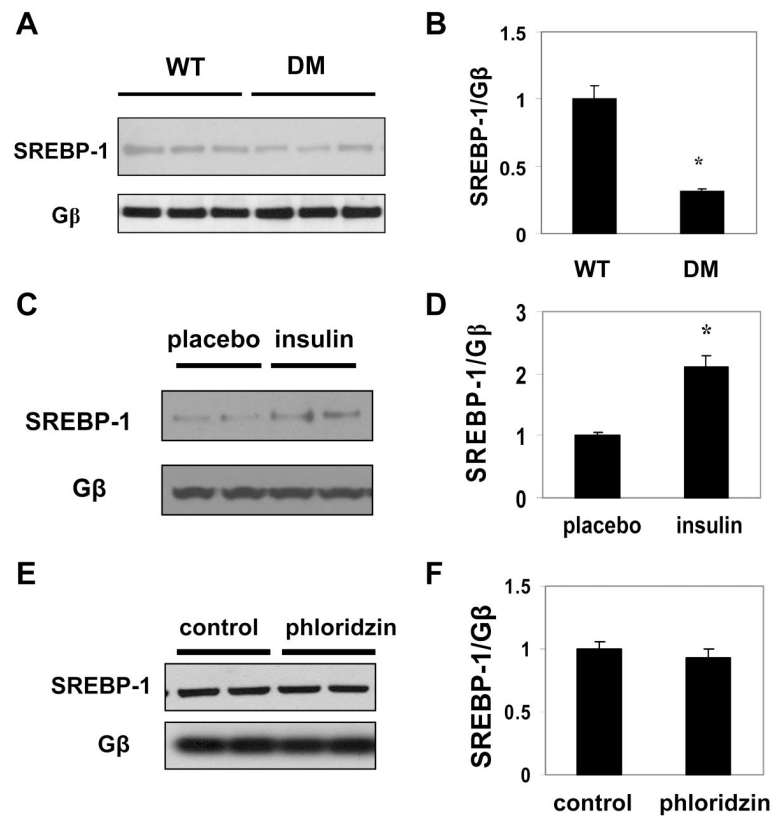 A
WT DM
SREBP-1
Gβ
B
SREBP-1/Gβ
1.5
1
0.5
0
*
WT DM
C
placebo insulin
SREBP-1
Gβ
D
SREBP-1/Gβ
3
2
1
0
*
placebo insulin
E
control phloridzin
SREBP-1
Gβ
F
SREBP-1/Gβ
1.5
1
0.5
0
control phloridzin